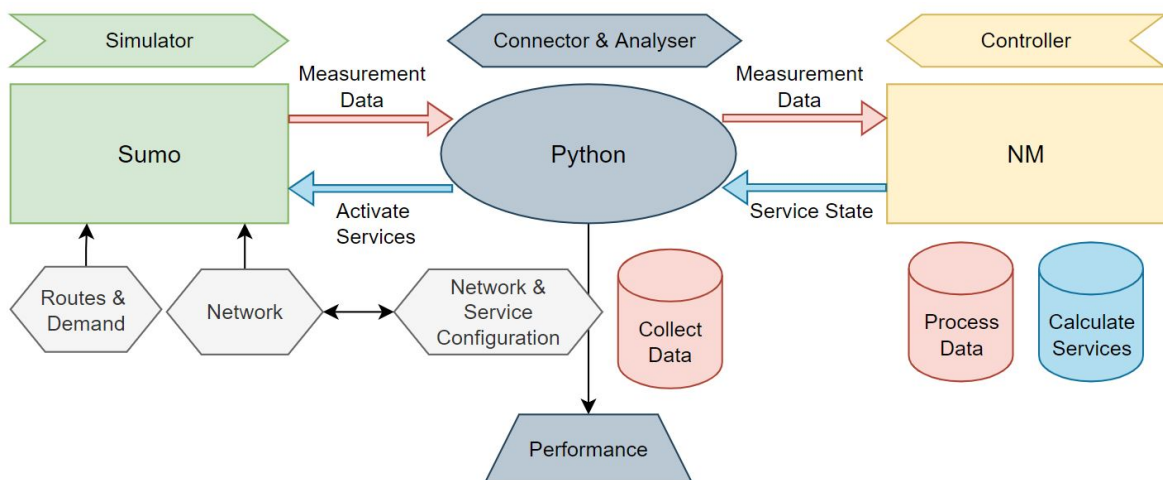 Simulator
Connector & Analyser
Controller
Measurement
Data
Measurement
Data
Sumo
Python
NM
Activate
Services
Service State
Routes &
Demand
Network
Network &
Service
Configuration
Collect
Data
Process
Data
Calculate
Services
Performance